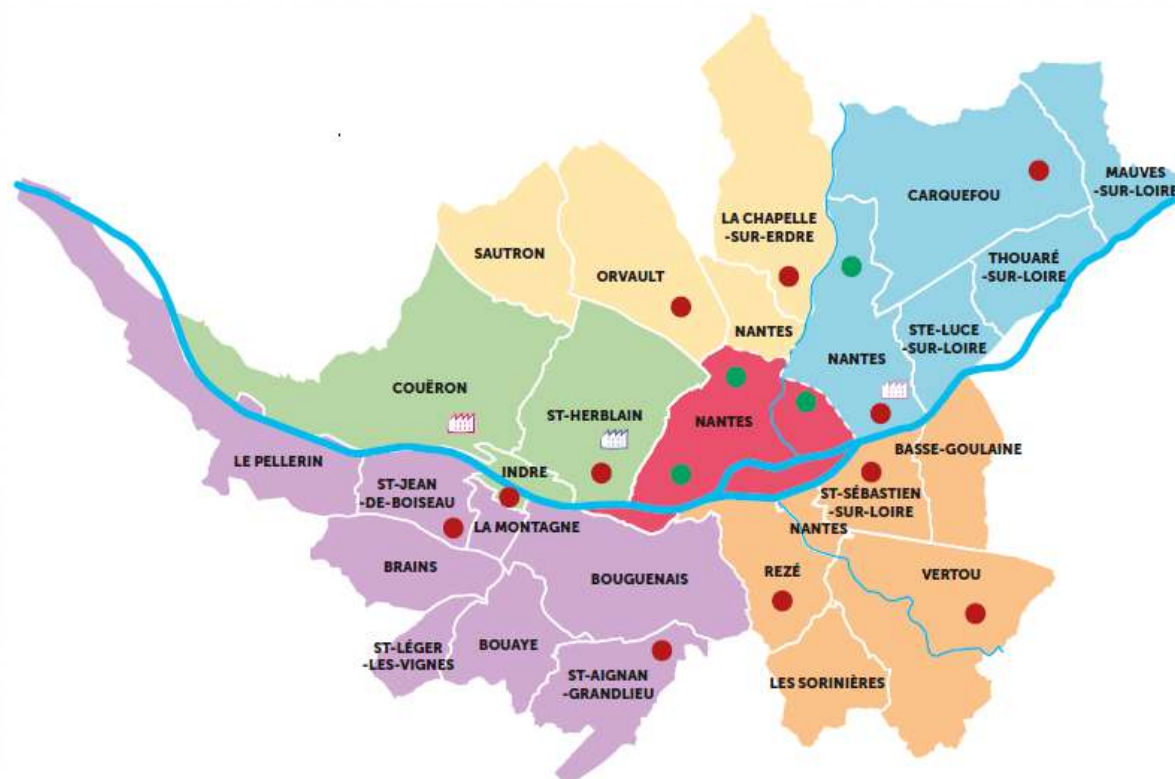 MAUVES
-SUR-LOIRE
CARQUEFOU
LA CHAPELLE
-SUR-ERDRE
SAUTRON
ORVAULT
THOUARÉ
-SUR-LOIRE
NANTES
STE-LUCE
-SUR-LOIRE
NANTES
COUËRON
ST-HERBLAIN
NANTES
BASSE-GOULAINE
LE PELLERIN
INDRE
ST-JEAN
-DE-BOISEAU
ST-SÉBASTIEN
-SUR-LOIRE
LA MONTAGNE
NANTES
BRAINS
BOUGUENAIS
REZÉ
VERTOU
ST-LÉGER
-LES-VIGNES
BOUAYE
ST-AIGNAN
-GRANDLIEU
LES SORINIÈRES